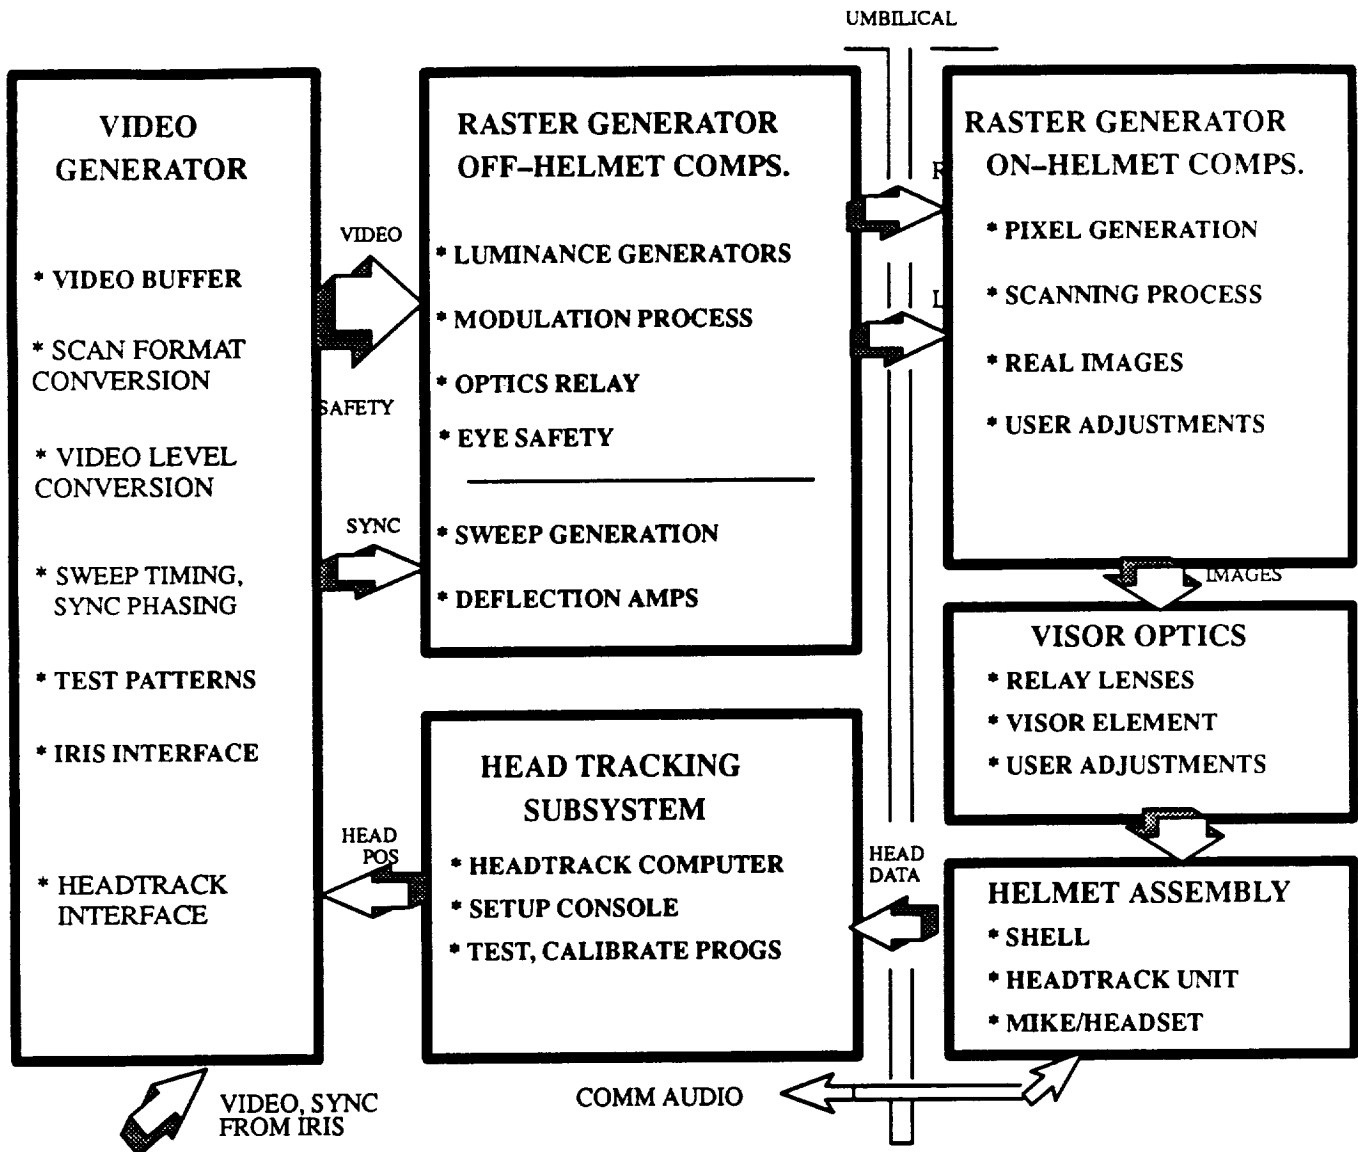 UMBILICAL
VIDEO
GENERATOR
* VIDEO BUFFER
* SCAN FORMAT
CONVERSION
* VIDEO LEVEL
CONVERSION
* SWEEP TIMING,
SYNC PHASING
* TEST PATTERNS
* IRIS INTERFACE
* HEADTRACK
INTERFACE
VIDEO
SAFETY
SYNC
HEAD
POS
RASTER GENERATOR
OFF–HELMET COMPS.
* LUMINANCE GENERATORS
* MODULATION PROCESS
* OPTICS RELAY
* EYE SAFETY
* SWEEP GENERATION
* DEFLECTION AMPS
HEAD TRACKING
SUBSYSTEM
* HEADTRACK COMPUTER
* SETUP CONSOLE
* TEST, CALIBRATE PROGS
R
L
HEAD
DATA
RASTER GENERATOR
ON–HELMET COMPS.
* PIXEL GENERATION
* SCANNING PROCESS
* REAL IMAGES
* USER ADJUSTMENTS
IMAGES
VISOR OPTICS
* RELAY LENSES
* VISOR ELEMENT
* USER ADJUSTMENTS
HELMET ASSEMBLY
* SHELL
* HEADTRACK UNIT
* MIKE/HEADSET
VIDEO, SYNC
FROM IRIS
COMM AUDIO